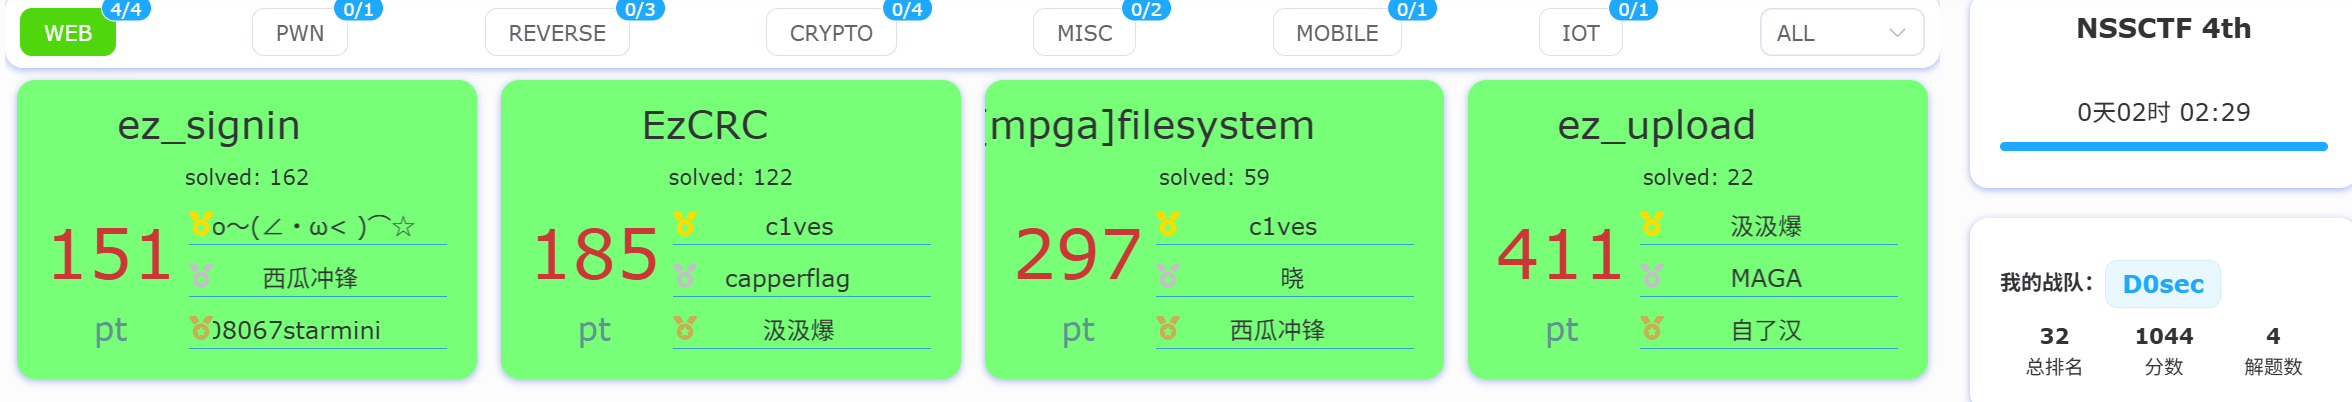 WEB 4/4 PWN 0/1 REVERSE 0/3 CRYPTO 0/4 MISC 0/2 MOBILE 0/1 IOT 0/1 ALL
ez_signin
solved: 162
151
pt
o～(∠・ω< )⌒☆
西瓜冲锋
08067starmini
EzCRC
solved: 122
185
pt
c1ves
capperflag
汲汲爆
[mpga]filesystem
solved: 59
297
pt
c1ves
晓
西瓜冲锋
ez_upload
solved: 22
411
pt
汲汲爆
MAGA
自了汉
NSSCTF 4th
0天02时 02:29
我的战队： D0sec
32 1044 4
总排名 分数 解题数